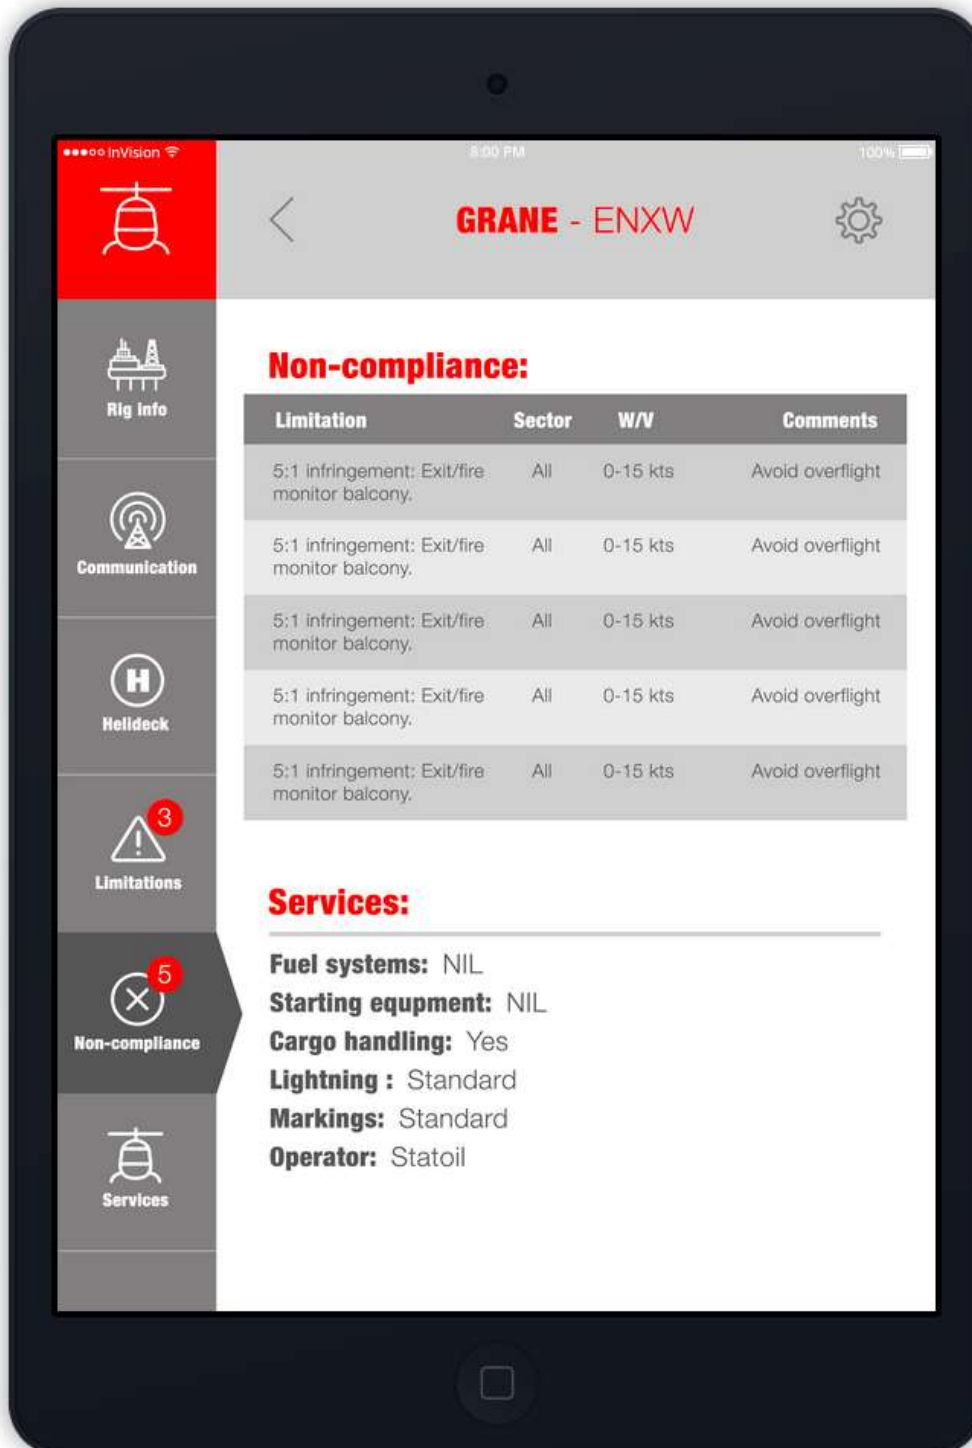 InVision
8:00 PM
100%
GRANE - ENXW
Rig info
Communication
H
Helideck
3
Limitations
5
Non-compliance
Services
Non-compliance:
Limitation Sector W/V Comments
5:1 infringement: Exit/fire All 0-15 kts Avoid overflight
monitor balcony.
5:1 infringement: Exit/fire All 0-15 kts Avoid overflight
monitor balcony.
5:1 infringement: Exit/fire All 0-15 kts Avoid overflight
monitor balcony.
5:1 infringement: Exit/fire All 0-15 kts Avoid overflight
monitor balcony.
5:1 infringement: Exit/fire All 0-15 kts Avoid overflight
monitor balcony.
Services:
Fuel systems: NIL
Starting equpment: NIL
Cargo handling: Yes
Lightning : Standard
Markings: Standard
Operator: Statoil